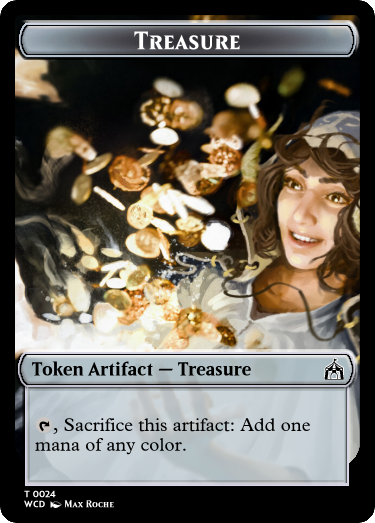 TREASURE
Token Artifact — Treasure
, Sacrifice this artifact: Add one
mana of any color.
T 0024
WCD MAX ROCHE